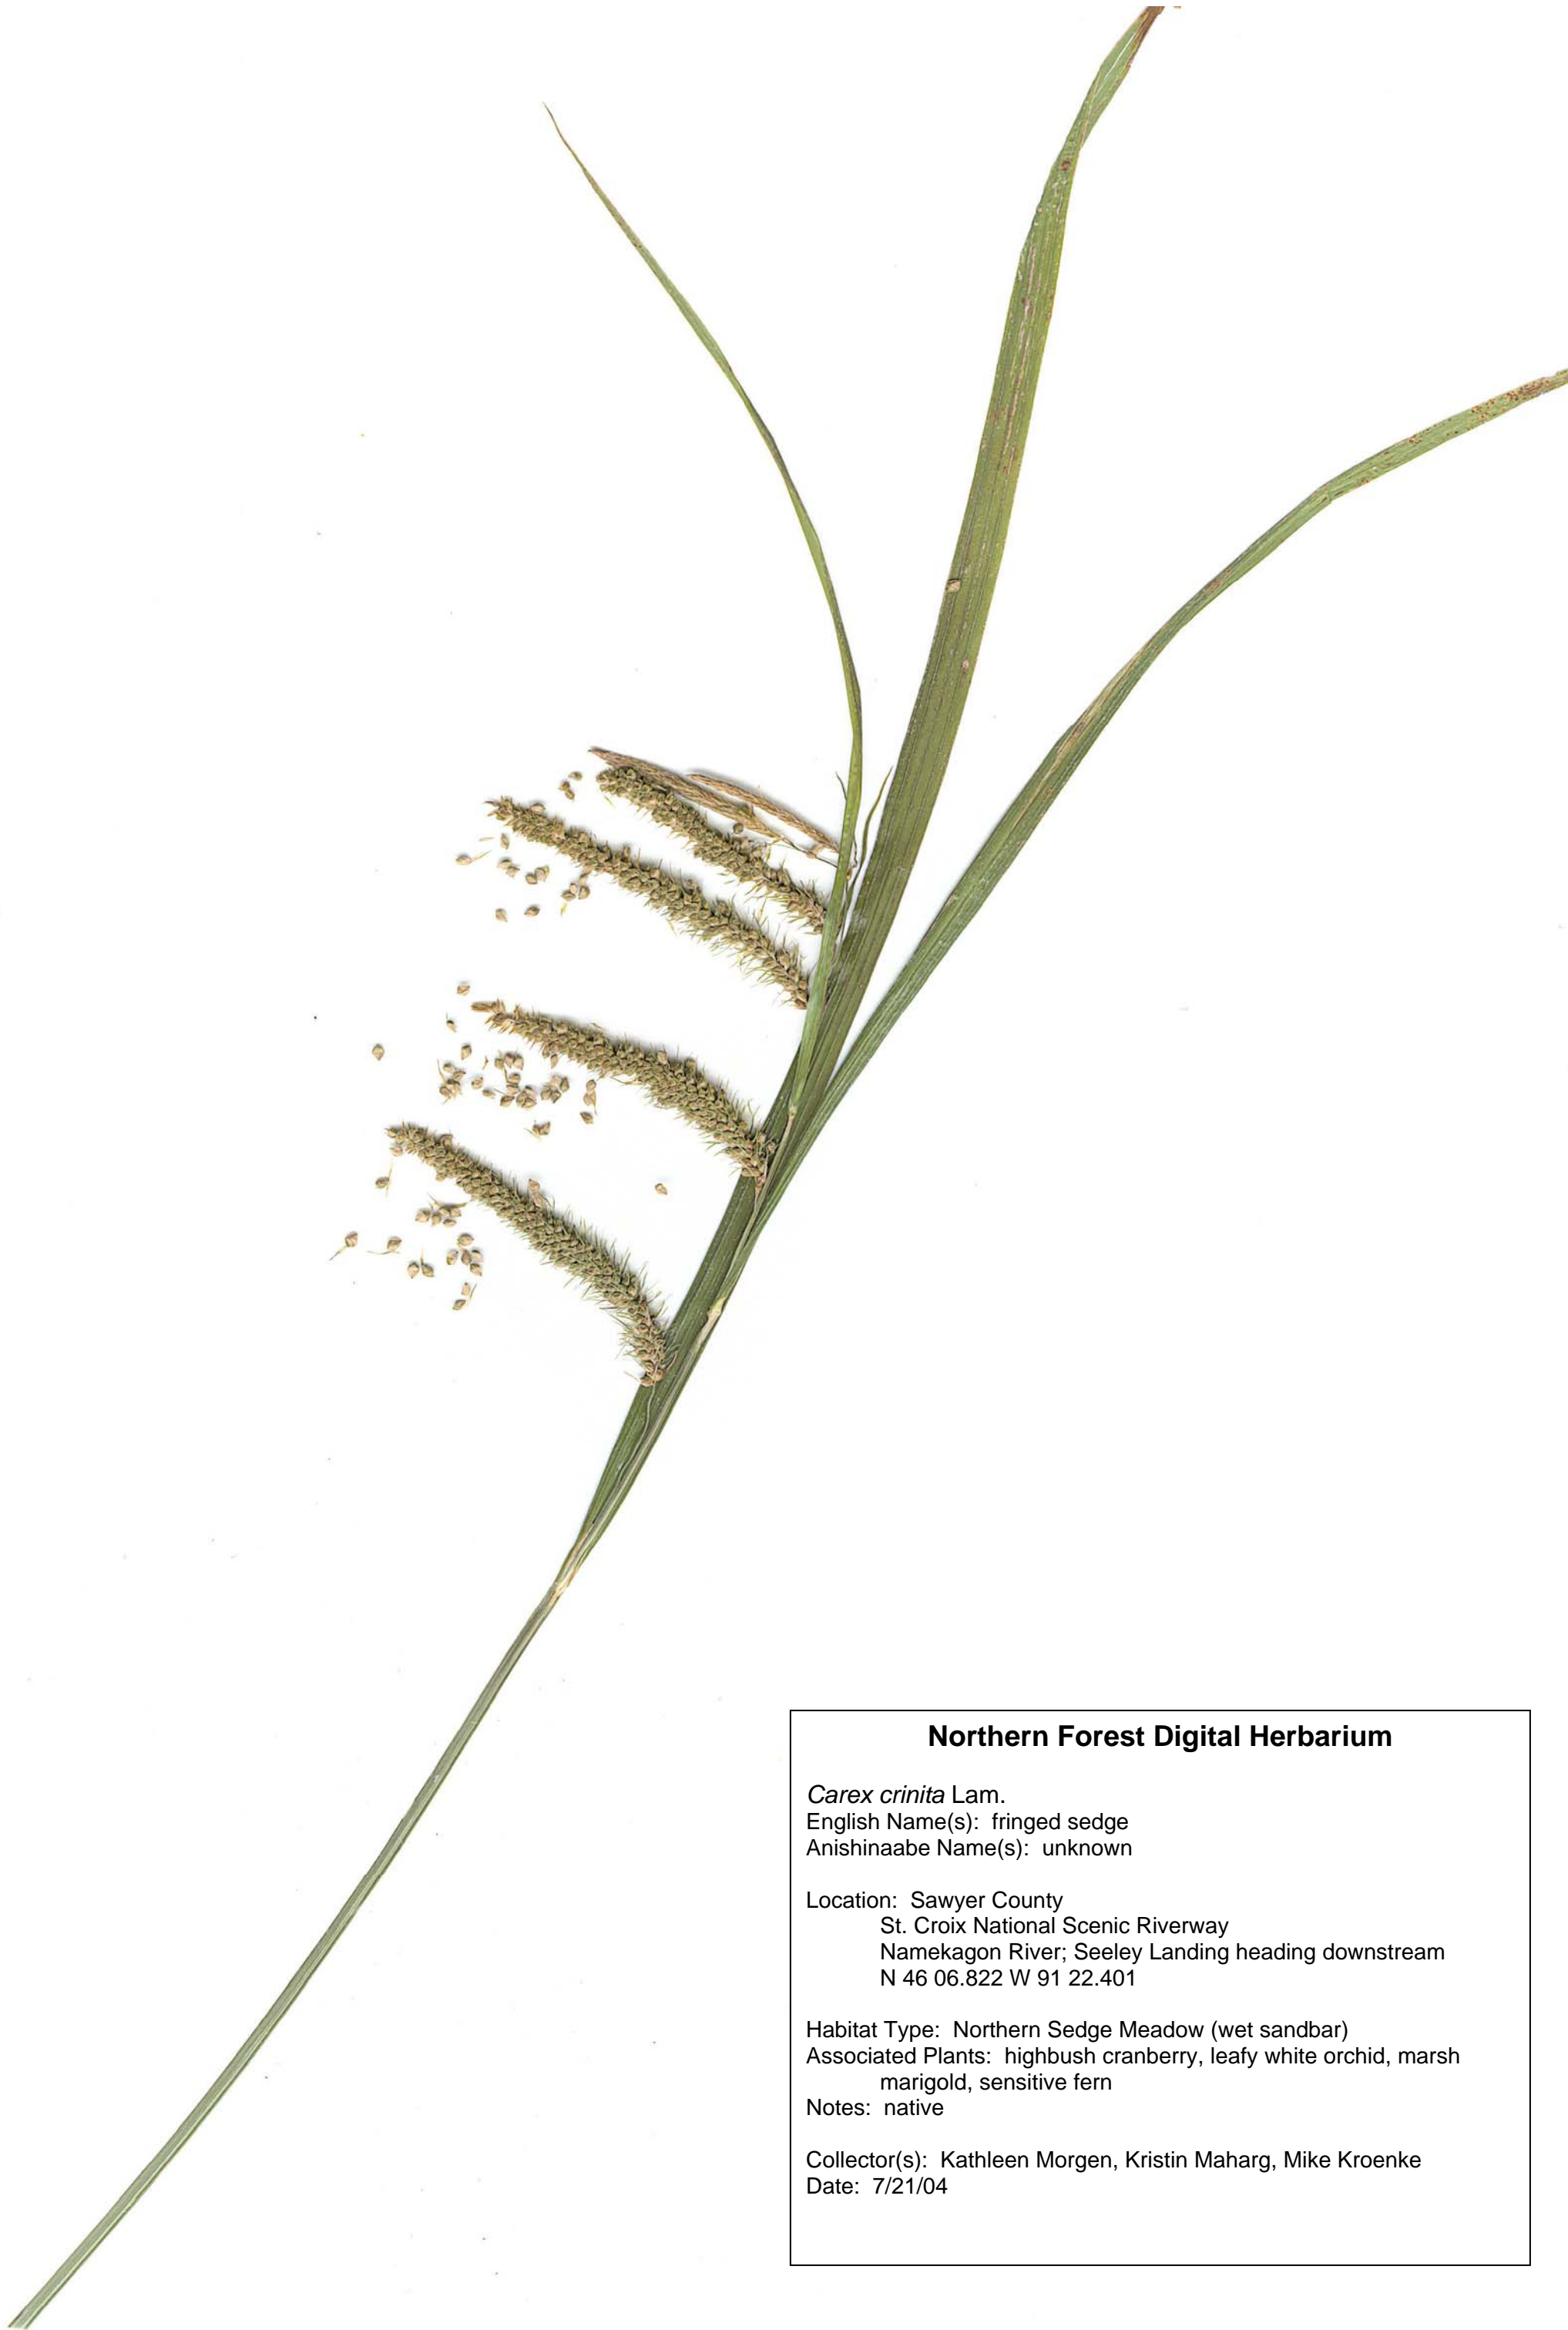 Northern Forest Digital Herbarium
Carex crinita Lam.
English Name(s): fringed sedge
Anishinaabe Name(s): unknown
Location: Sawyer County
St. Croix National Scenic Riverway
Namekagon River; Seeley Landing heading downstream
N 46 06.822 W 91 22.401
Habitat Type: Northern Sedge Meadow (wet sandbar)
Associated Plants: highbush cranberry, leafy white orchid, marsh
marigold, sensitive fern
Notes: native
Collector(s): Kathleen Morgen, Kristin Maharg, Mike Kroenke
Date: 7/21/04